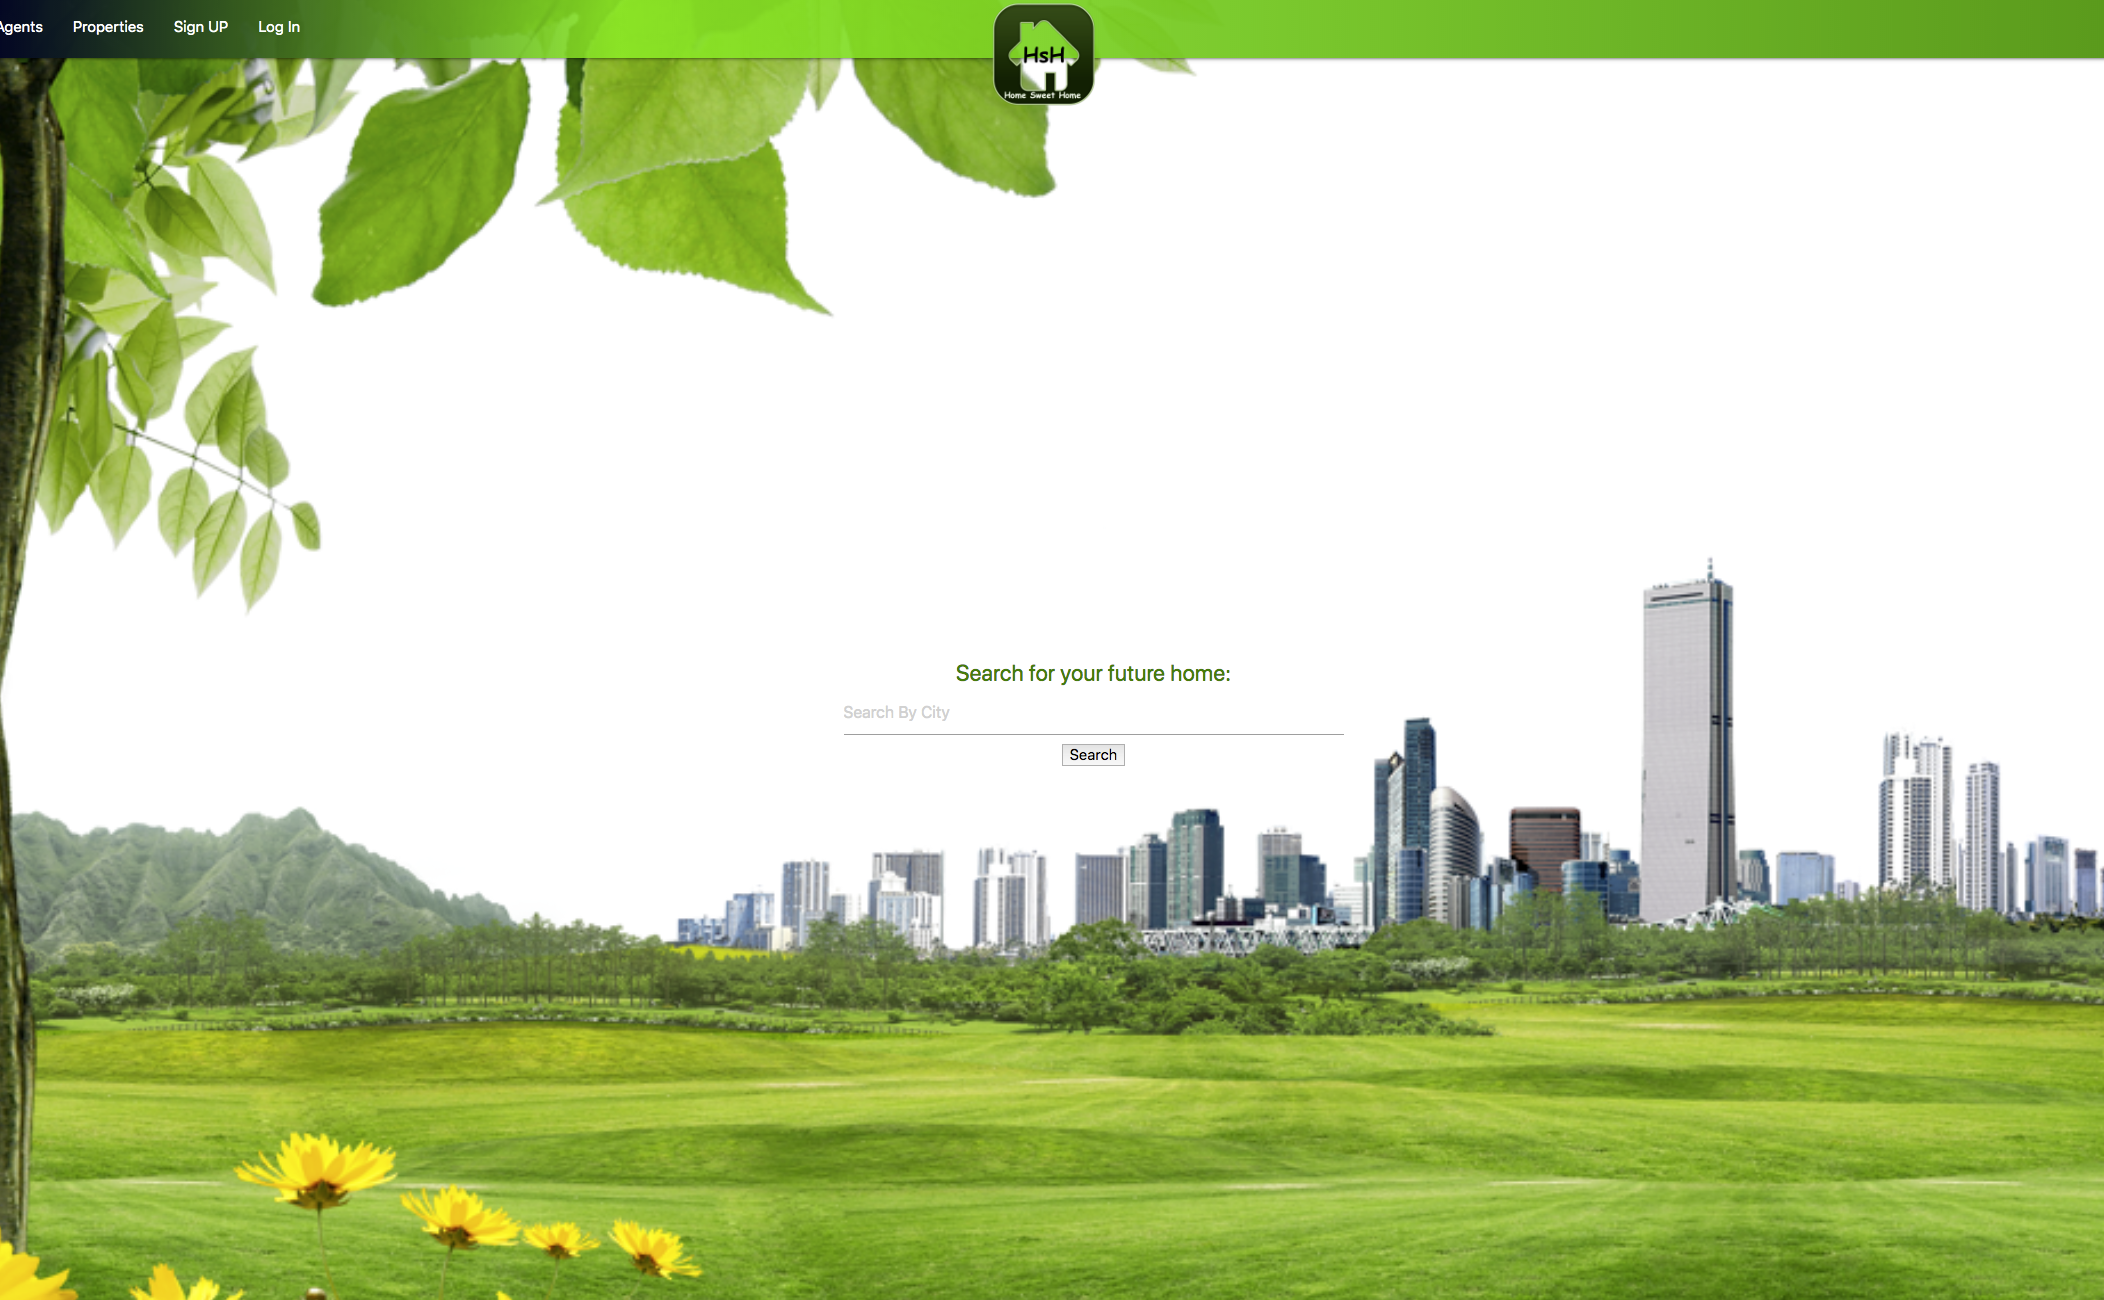 Agents Properties Sign UP Log In
HsH
Home Sweet Home
Search for your future home:
Search By City
Search